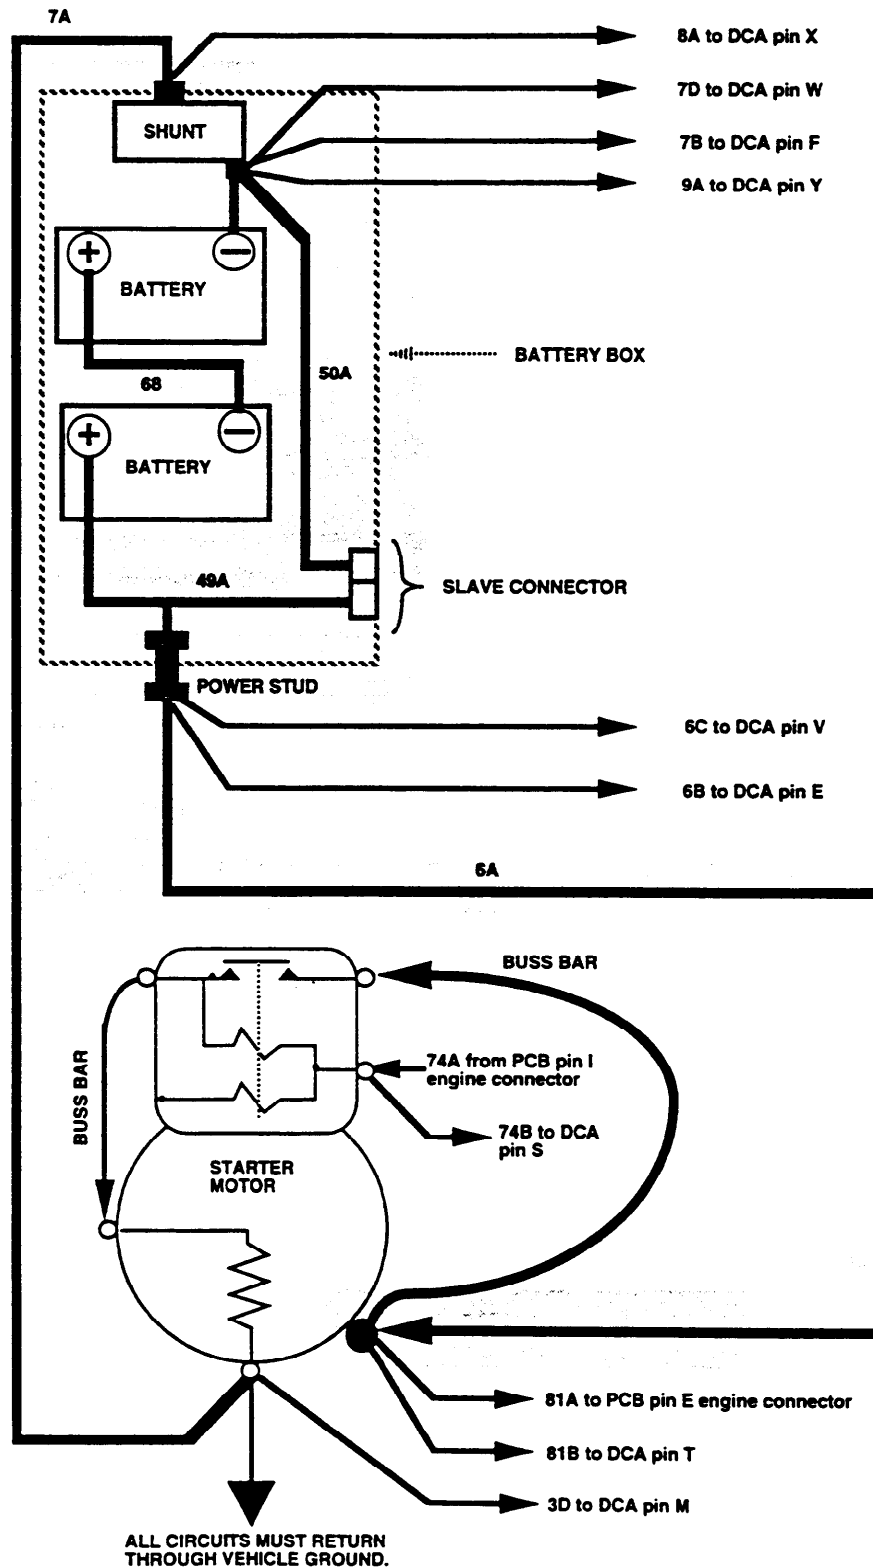 7A
8A to DCA pin X
7D to DCA pin W
SHUNT
7B to DCA pin F
9A to DCA pin Y
+
−
BATTERY
BATTERY BOX
50A
68
+
−
BATTERY
49A
SLAVE CONNECTOR
POWER STUD
6C to DCA pin V
6B to DCA pin E
6A
BUSS BAR
BUSS BAR
74A from PCB pin I
engine connector
74B to DCA
pin S
STARTER
MOTOR
81A to PCB pin E engine connector
81B to DCA pin T
3D to DCA pin M
ALL CIRCUITS MUST RETURN
THROUGH VEHICLE GROUND.